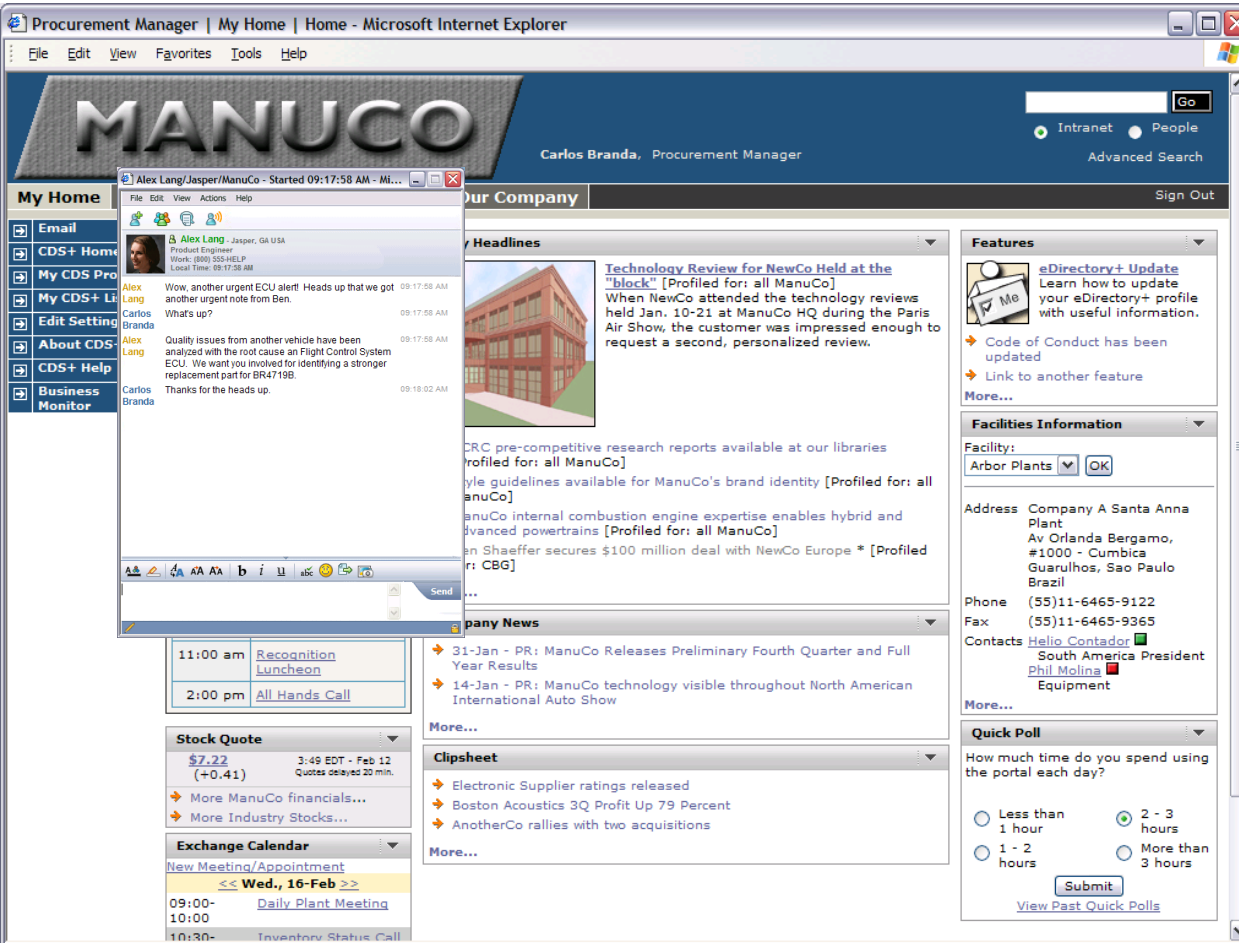 Procurement Manager | My Home | Home - Microsoft Internet Explorer
File Edit View Favorites Tools Help
MANUCO
Carlos Branda, Procurement Manager
Go
Intranet People
Advanced Search
My Home
Our Company
Sign Out
Email
CDS+ Home
My CDS Pro
My CDS+ Li
Edit Setting
About CDS
CDS+ Help
Business
Monitor
Alex Lang/Jasper/ManuCo - Started 09:17:58 AM - Mi...
File Edit View Actions Help
Alex Lang - Jasper, GA USA
Product Engineer
Work: (800) 555-HELP
Local Time: 09:17:58 AM
Alex Lang
Wow, another urgent ECU alert! Heads up that we got 09:17:58 AM
another urgent note from Ben.
Carlos Branda
What's up? 09:17:58 AM
Alex Lang
Quality issues from another vehicle have been 09:17:58 AM
analyzed with the root cause an Flight Control System
ECU. We want you involved for identifying a stronger
replacement part for BR4719B.
Carlos Branda
Thanks for the heads up. 09:18:02 AM
b i u abc
Send
11:00 am Recognition
Luncheon
2:00 pm All Hands Call
Stock Quote
$7.22 3:49 EDT - Feb 12
(+0.41) Quotes delayed 20 min.
More ManuCo financials...
More Industry Stocks...
Exchange Calendar
New Meeting/Appointment
<< Wed., 16-Feb >>
09:00- Daily Plant Meeting
10:00
10:30- Inventory Status Call
y Headlines
Technology Review for NewCo Held at the
"block" [Profiled for: all ManuCo]
When NewCo attended the technology reviews
held Jan. 10-21 at ManuCo HQ during the Paris
Air Show, the customer was impressed enough to
request a second, personalized review.
CRC pre-competitive research reports available at our libraries
rofiled for: all ManuCo]
yle guidelines available for ManuCo's brand identity [Profiled for: all
anuCo]
anuCo internal combustion engine expertise enables hybrid and
dvanced powertrains [Profiled for: all ManuCo]
en Shaeffer secures $100 million deal with NewCo Europe * [Profiled
r: CBG]
...
pany News
31-Jan - PR: ManuCo Releases Preliminary Fourth Quarter and Full
Year Results
14-Jan - PR: ManuCo technology visible throughout North American
International Auto Show
More...
Clipsheet
Electronic Supplier ratings released
Boston Acoustics 3Q Profit Up 79 Percent
AnotherCo rallies with two acquisitions
More...
Features
Me
eDirectory+ Update
Learn how to update
your eDirectory+ profile
with useful information.
Code of Conduct has been
updated
Link to another feature
More...
Facilities Information
Facility:
Arbor Plants OK
Address Company A Santa Anna
Plant
Av Orlanda Bergamo,
#1000 - Cumbica
Guarulhos, Sao Paulo
Brazil
Phone (55)11-6465-9122
Fax (55)11-6465-9365
Contacts Helio Contador
South America President
Phil Molina
Equipment
More...
Quick Poll
How much time do you spend using
the portal each day?
Less than
1 hour
2 - 3
hours
1 - 2
hours
More than
3 hours
Submit
View Past Quick Polls